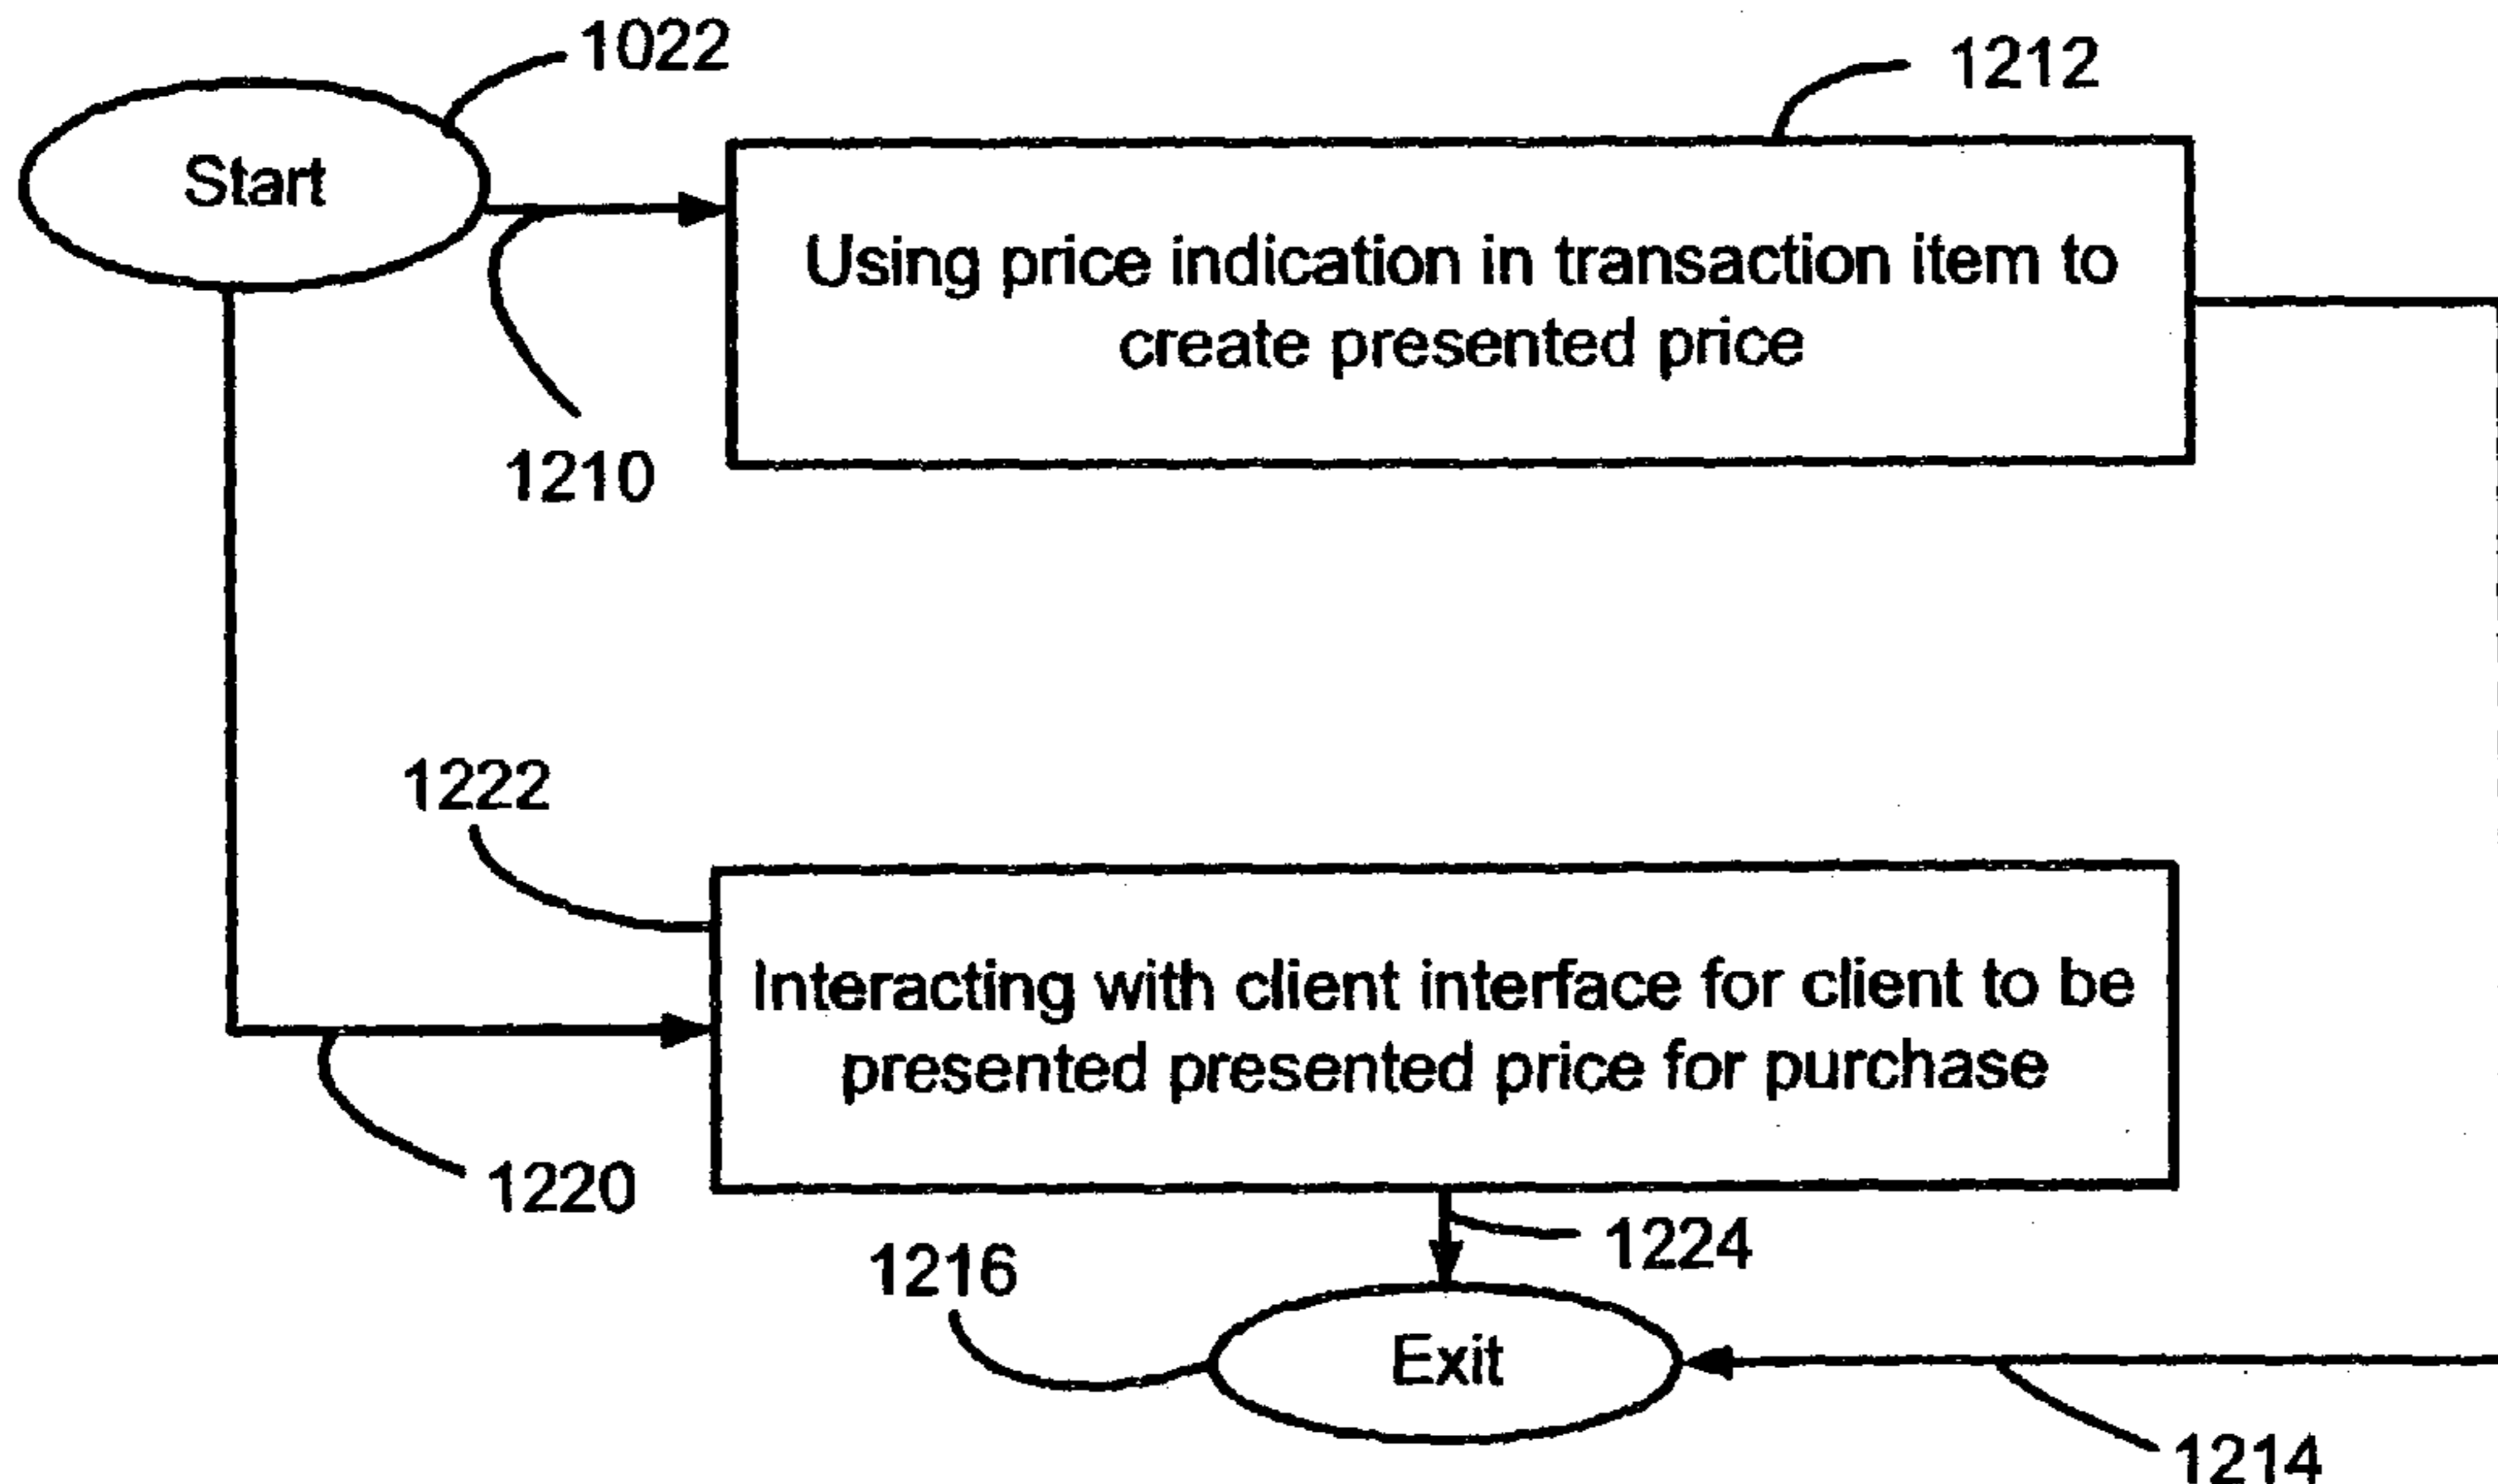 1022
1212
Start
Using price indication in transaction item to
create presented price
1210
1222
Interacting with client interface for client to be
presented presented price for purchase
1220
1224
1216
Exit
1214